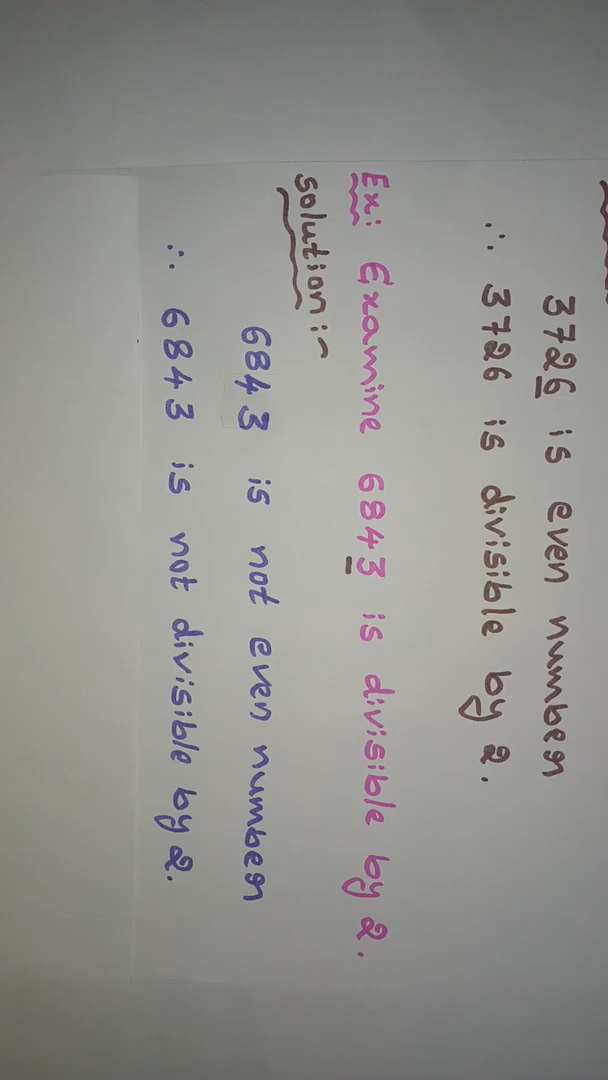 3726 is even number
∴ 3726 is divisible by 2.
Ex: Examine 6843 is divisible by 2.
Solution :-
6843 is not even number
∴ 6843 is not divisible by 2.